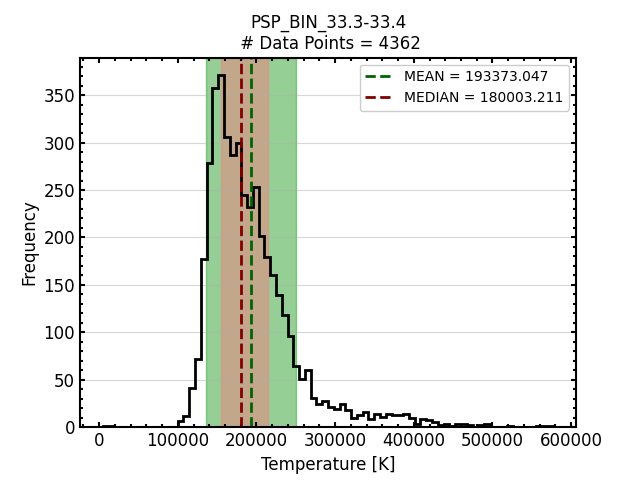 PSP_BIN_33.3-33.4
# Data Points = 4362
MEAN = 193373.047
MEDIAN = 180003.211
Frequency
350
300
250
200
150
100
50
0
0 100000 200000 300000 400000 500000 600000
Temperature [K]